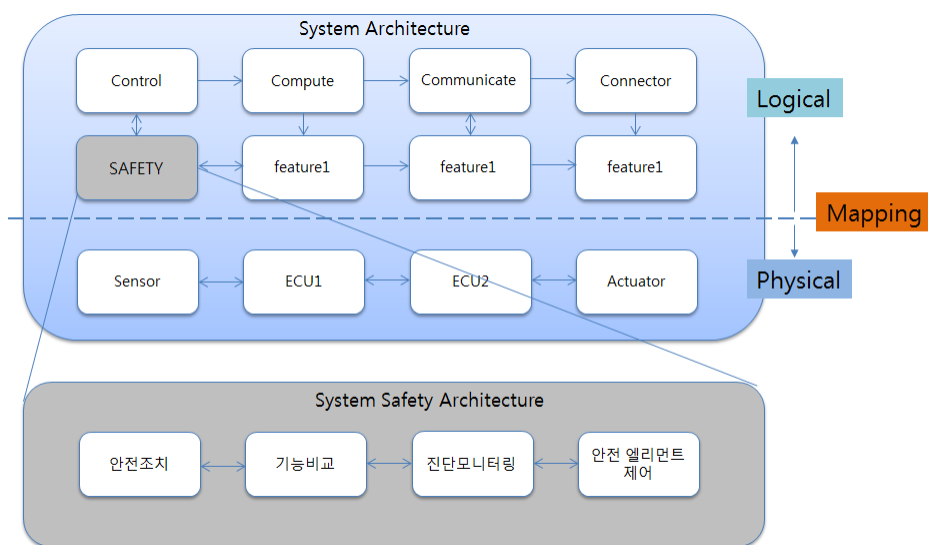 System Architecture
Control
Compute
Communicate
Connector
Logical
SAFETY
feature1
feature1
feature1
Mapping
Sensor
ECU1
ECU2
Actuator
Physical
System Safety Architecture
안전조치
기능비교
진단모니터링
안전 엘리먼트
제어